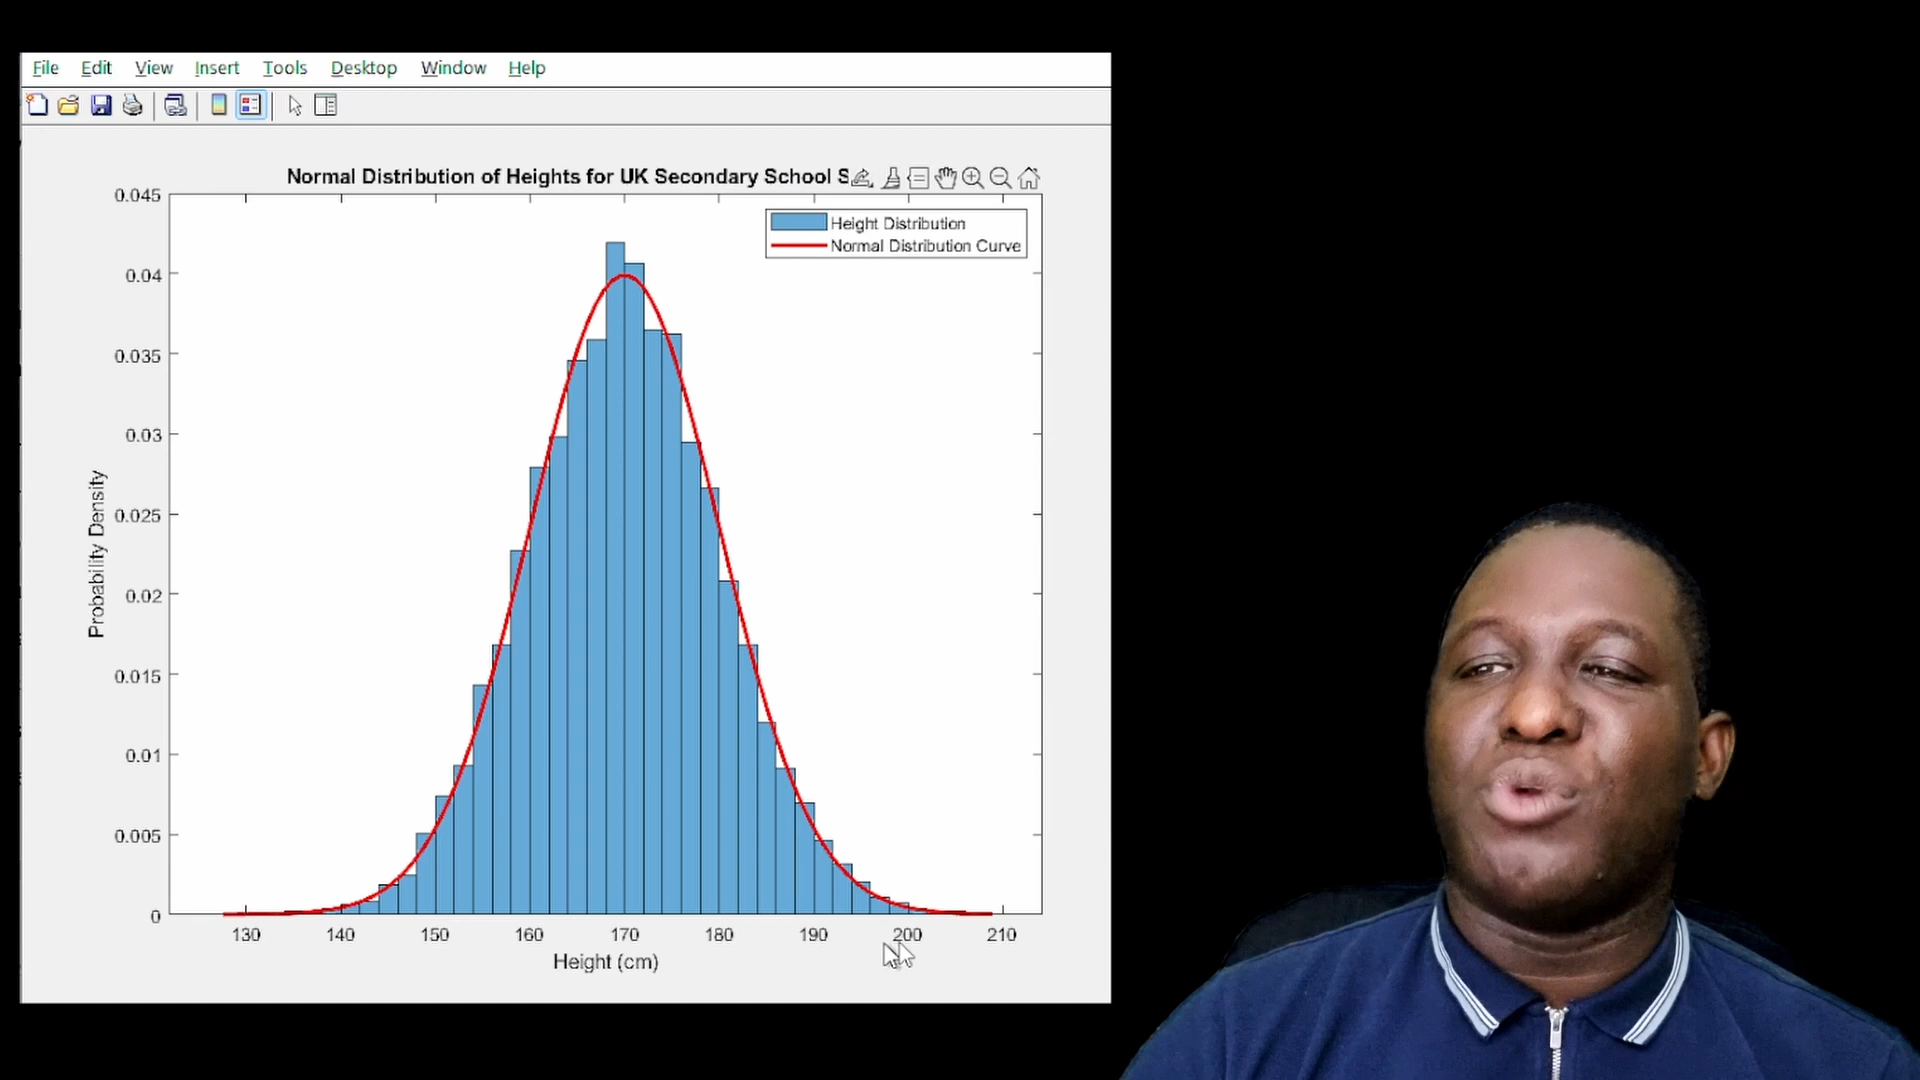 File Edit View Insert Tools Desktop Window Help
Normal Distribution of Heights for UK Secondary School S
Height Distribution
Normal Distribution Curve
0.045
0.04
0.035
0.03
0.025
0.02
0.015
0.01
0.005
0
Probability Density
130 140 150 160 170 180 190 200 210
Height (cm)